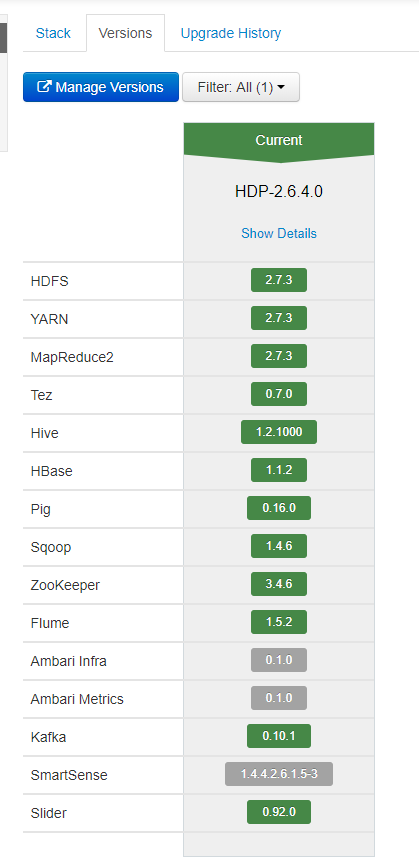 Stack Versions Upgrade History
Manage Versions Filter: All (1)
Current
HDP-2.6.4.0
Show Details
HDFS 2.7.3
YARN 2.7.3
MapReduce2 2.7.3
Tez 0.7.0
Hive 1.2.1000
HBase 1.1.2
Pig 0.16.0
Sqoop 1.4.6
ZooKeeper 3.4.6
Flume 1.5.2
Ambari Infra 0.1.0
Ambari Metrics 0.1.0
Kafka 0.10.1
SmartSense 1.4.4.2.6.1.5-3
Slider 0.92.0